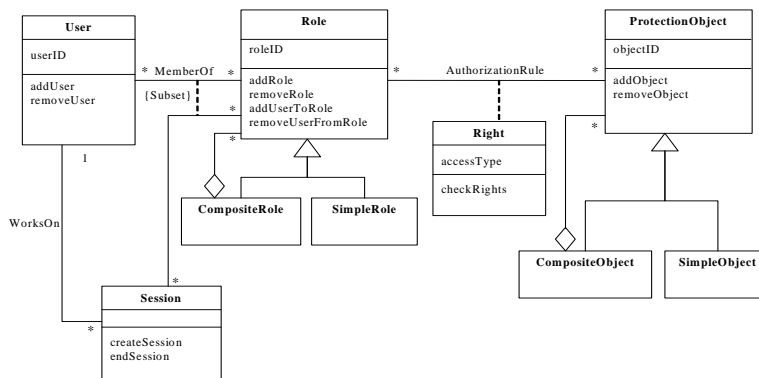 User
userID
addUser
removeUser
*
MemberOf
*
{Subset}
*
*
Role
roleID
addRole
removeRole
addUserToRole
removeUserFromRole
*
AuthorizationRule
*
Right
accessType
checkRights
ProtectionObject
objectID
addObject
removeObject
*
1
WorksOn
*
*
CompositeRole
SimpleRole
CompositeObject
SimpleObject
Session
createSession
endSession